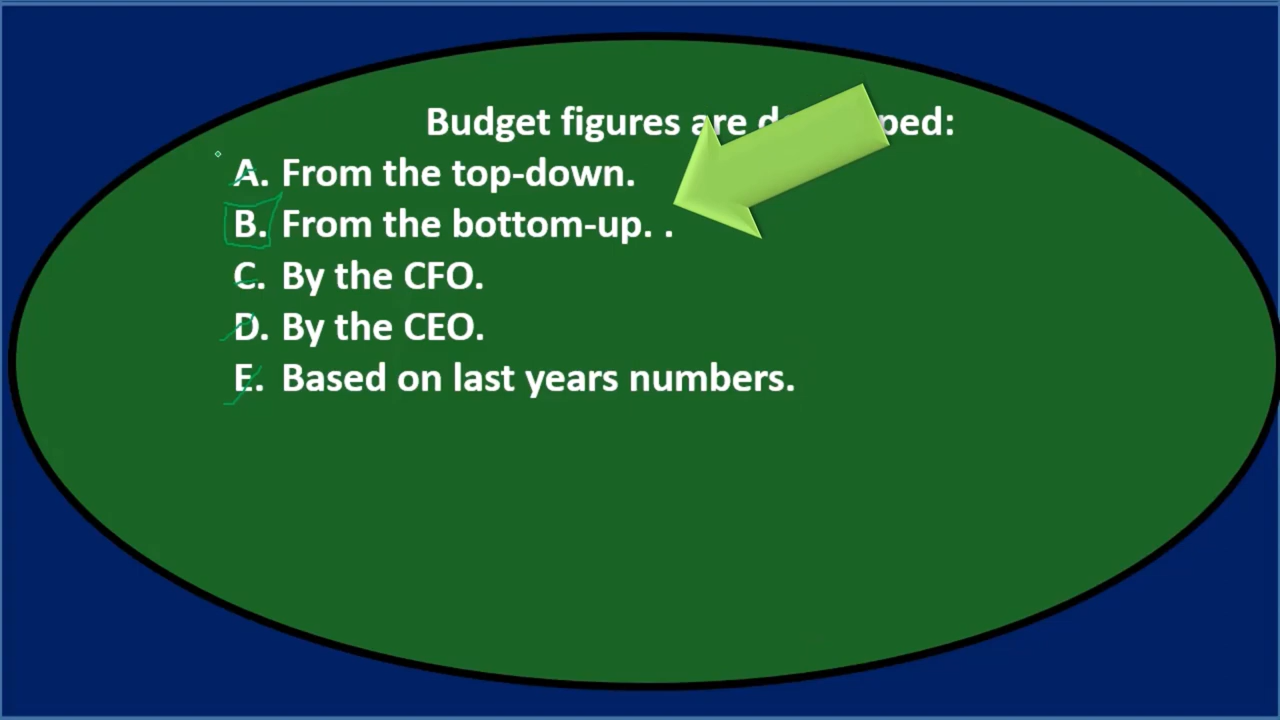 Budget figures are
A. From the top-down.
B. From the bottom-up. .
C. By the CFO.
D. By the CEO.
E. Based on last years numbers.